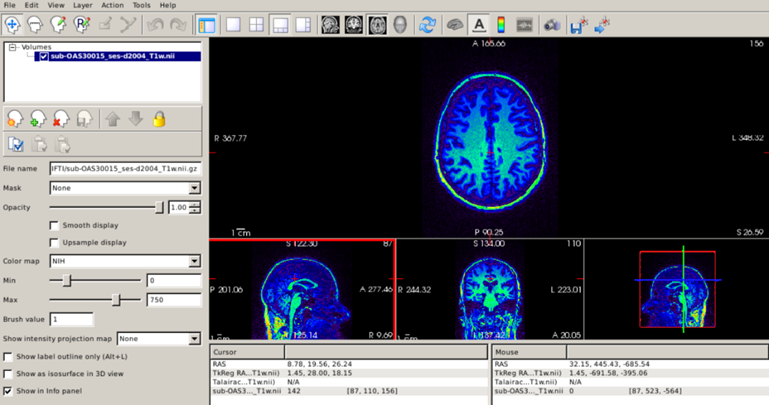 File Edit View Layer Action Tools Help
Volumes
sub-OAS30015_ses-d2004_T1w.nii
File name IFTI/sub-OAS30015_ses-d2004_T1w.nii.gz
Mask None
Opacity 1.00
Smooth display
Upsample display
Color map NIH
Min 0
Max 750
Brush value 1
Show intensity projection map None
Show label outline only (Alt+L)
Show as isosurface in 3D view
Show in Info panel
A
A 165.66 156
R 367.77 L 348.32
1 cm P 90.25 S 26.59
S 122.30 87
P 201.06 A 277.46
R 9.69
S 134.00 110
R 244.32 L 223.01
A 20.05
Cursor
RAS 8.78, 19.56, 26.24
TkReg RA...T1w.nii) 1.45, 28.00, 18.15
Talairac...T1w.nii) N/A
sub-OAS3..._T1w.nii 142 [87, 110, 156]
Mouse
RAS 32.15, 445.43, -685.54
TkReg RA...T1w.nii) 1.45, -691.58, -395.06
Talairac...T1w.nii) N/A
sub-OAS3..._T1w.nii 0 [87, 523, -564]